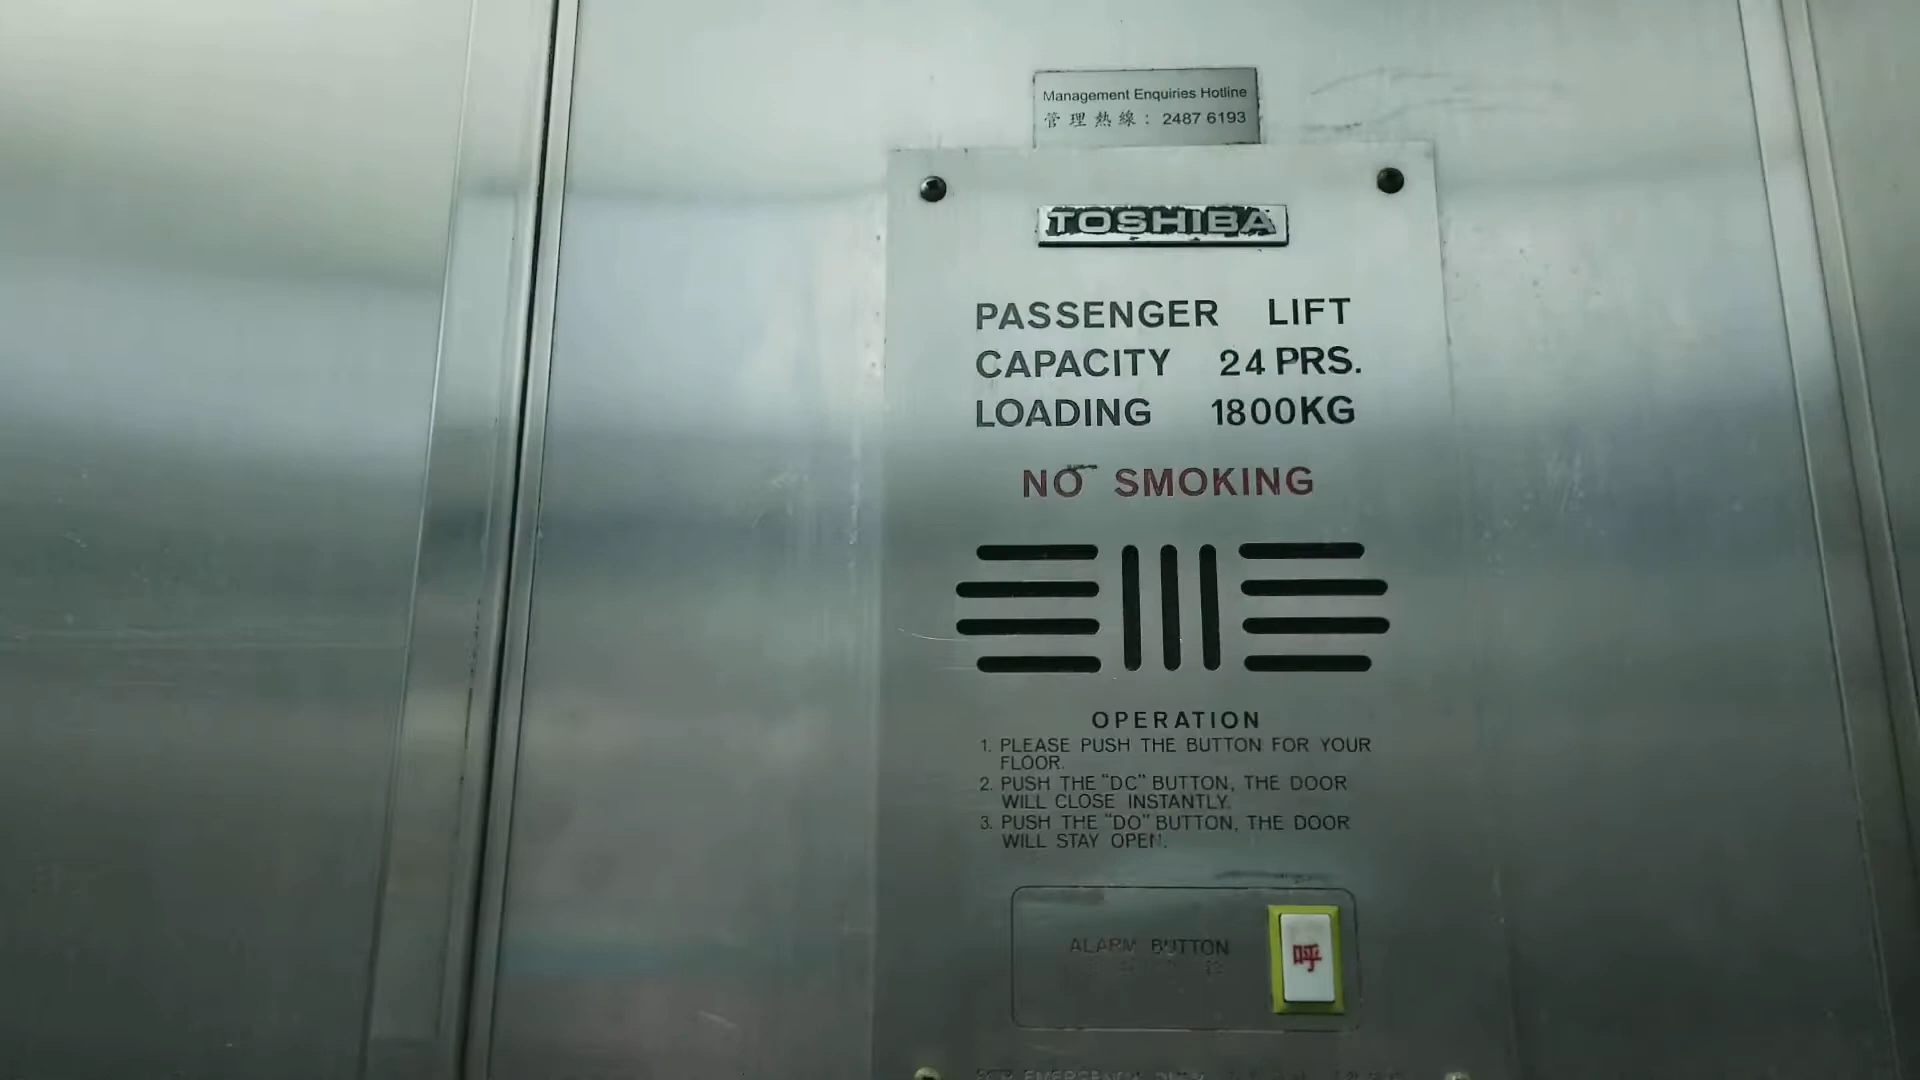 Management Enquiries Hotline
管理熱線： 2487 6193
TOSHIBA
PASSENGER LIFT
CAPACITY 24 PRS.
LOADING 1800KG
NO SMOKING
OPERATION
1. PLEASE PUSH THE BUTTON FOR YOUR
FLOOR.
2. PUSH THE "DC" BUTTON, THE DOOR
WILL CLOSE INSTANTLY.
3. PUSH THE "DO" BUTTON, THE DOOR
WILL STAY OPEN.
ALARM BUTTON
呼